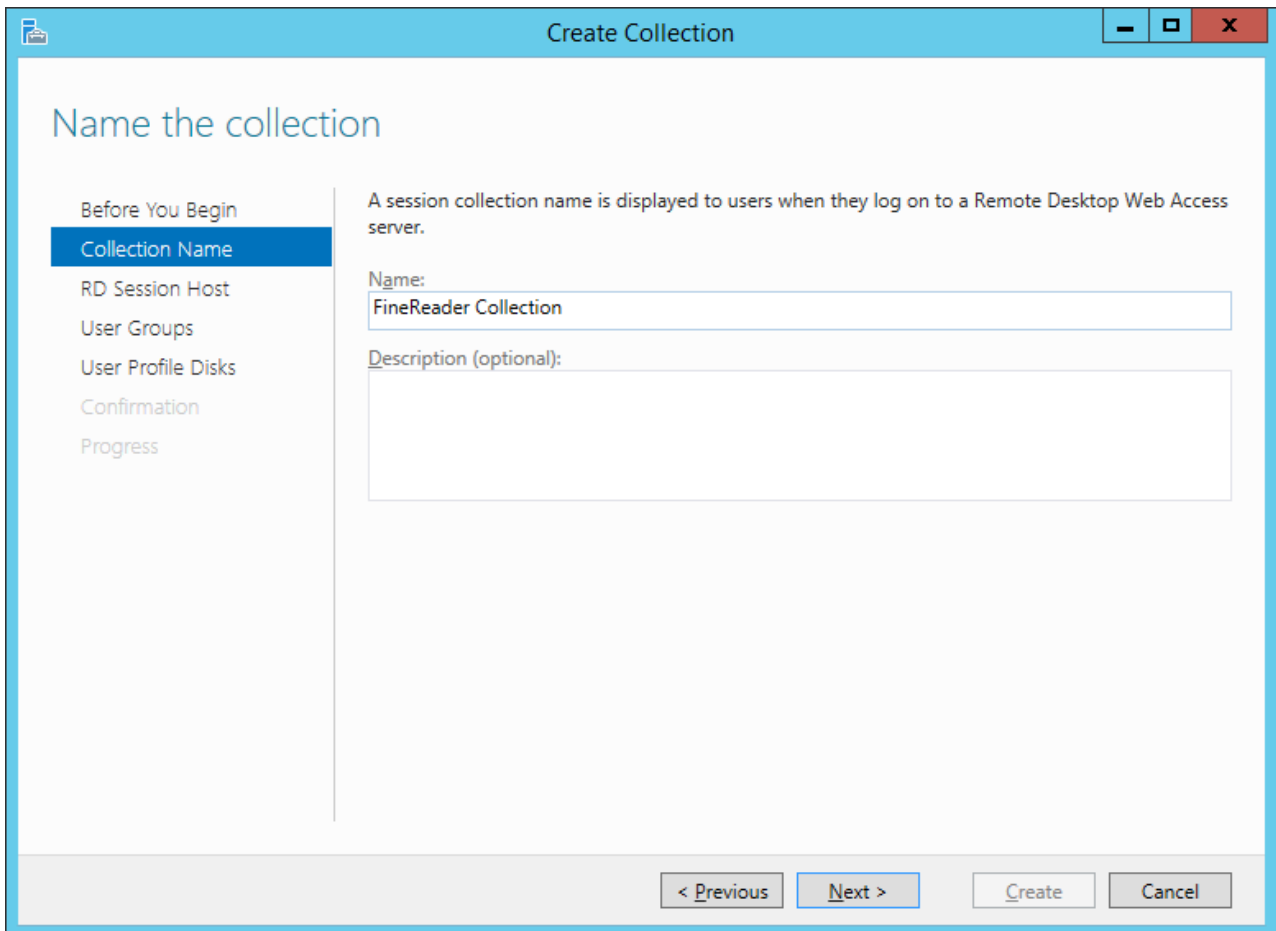 Create Collection
X
Name the collection
Before You Begin
Collection Name
RD Session Host
User Groups
User Profile Disks
Confirmation
Progress
A session collection name is displayed to users when they log on to a Remote Desktop Web Access
server.
Name:
FineReader Collection
Description (optional):
< Previous
Next >
Create
Cancel